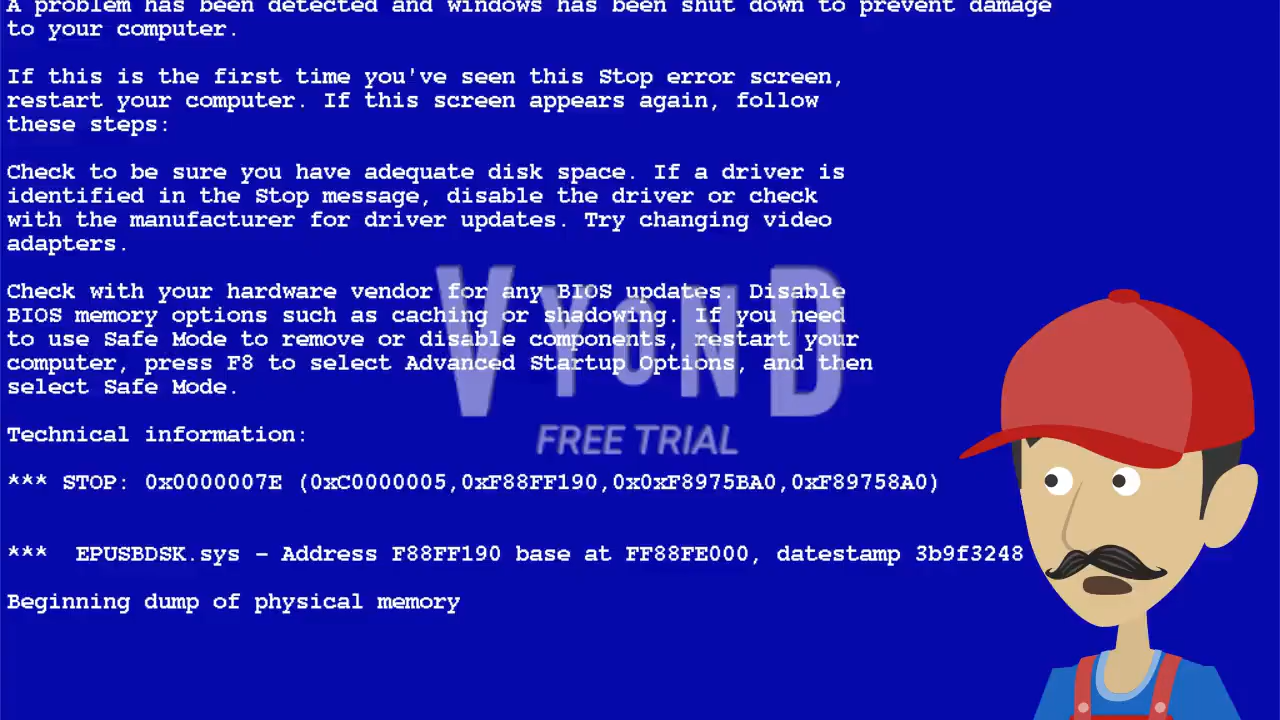 A problem has been detected and windows has been shut down to prevent damage
to your computer.
If this is the first time you've seen this Stop error screen,
restart your computer. If this screen appears again, follow
these steps:
Check to be sure you have adequate disk space. If a driver is
identified in the Stop message, disable the driver or check
with the manufacturer for driver updates. Try changing video
adapters.
Check with your hardware vendor for any BIOS updates. Disable
BIOS memory options such as caching or shadowing. If you need
to use Safe Mode to remove or disable components, restart your
computer, press F8 to select Advanced Startup Options, and then
select Safe Mode.
VYOND
FREE TRIAL
Technical information:
*** STOP: 0x0000007E (0xC0000005,0xF88FF190,0x0xF8975BA0,0xF89758A0)
*** EPUSBDSK.sys – Address F88FF190 base at FF88FE000, datestamp 3b9f3248
Beginning dump of physical memory